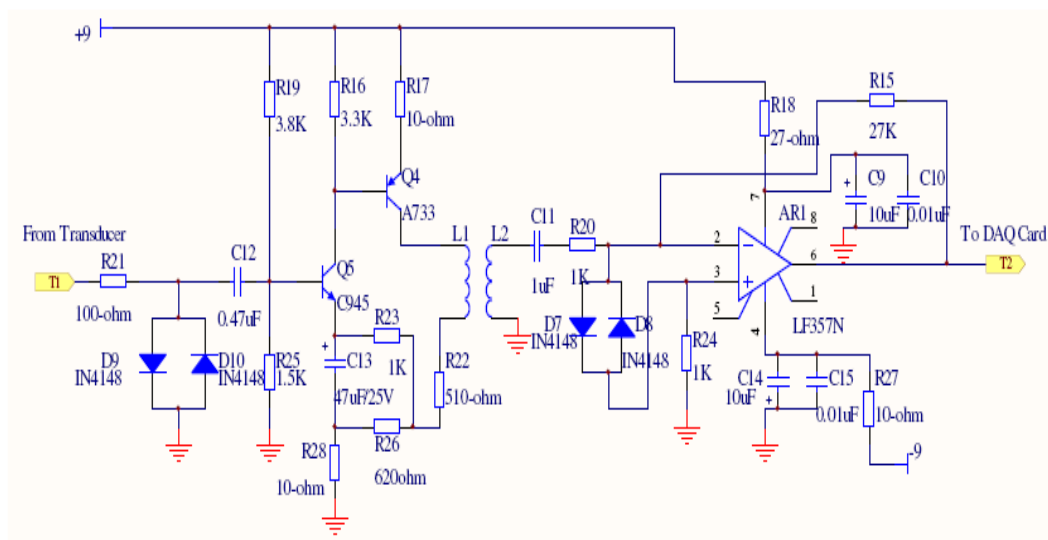 +9
R19
3.8K
R16
3.3K
R17
10-ohm
R18
27-ohm
R15
27K
Q4
A733
C9
10uF
C10
0.01uF
7
AR1
8
From Transducer
T1
R21
100-ohm
C12
0.47uF
Q5
C945
L1
L2
C11
1uF
R20
1K
2
3
5
6
1
4
LF357N
To DAQ Card
T2
D9
IN4148
D10
IN4148
R25
1.5K
R23
1K
C13
47uF/25V
R22
510-ohm
D7
IN4148
D8
IN4148
R24
1K
C14
10uF
C15
0.01uF
R27
10-ohm
-9
R28
10-ohm
R26
620ohm
+
+
+
-
+